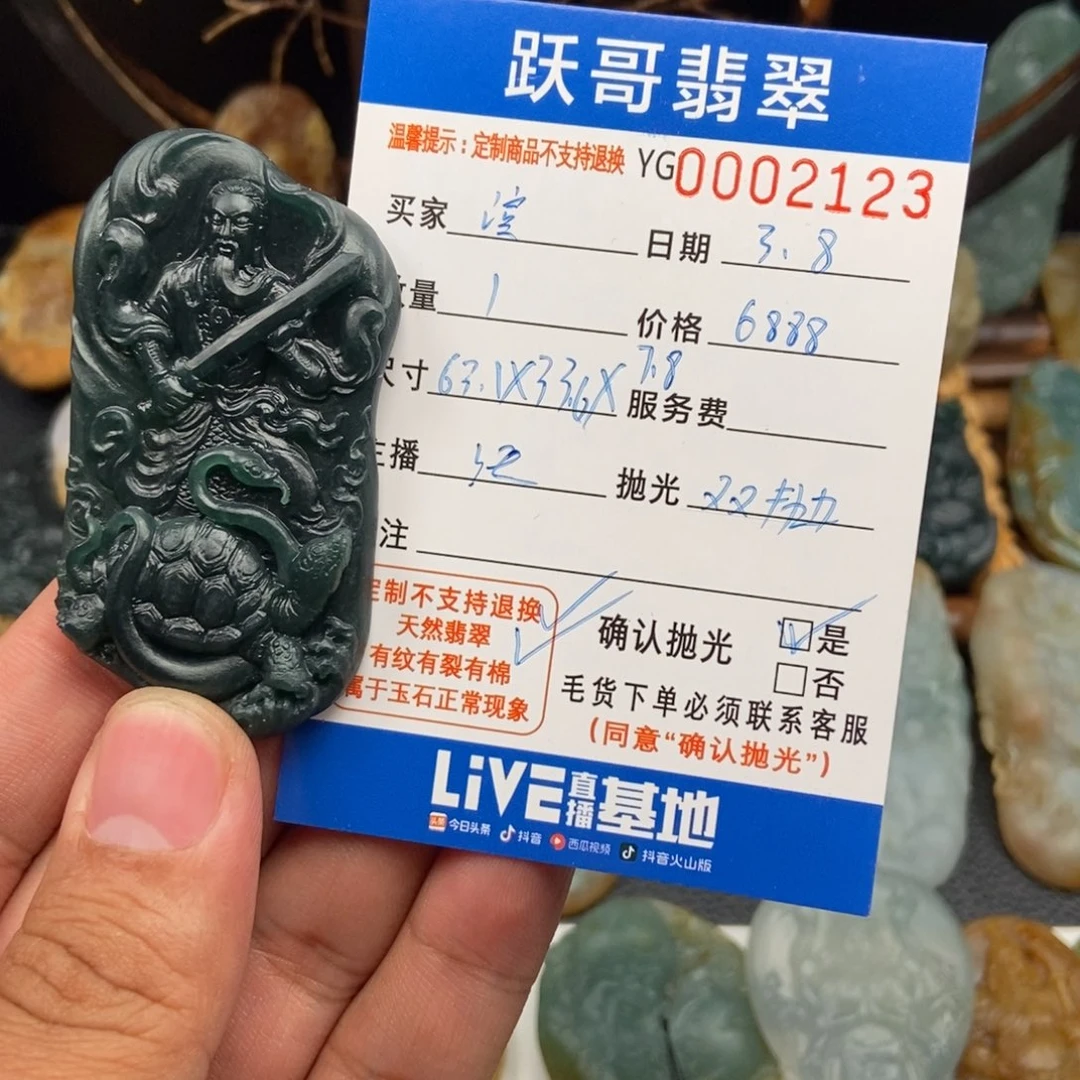 跃哥翡翠
温馨提示：定制商品不支持退换 YG0002123
买家 日期 3.8
量 1 价格 6888
尺寸 63.1X33.6X7.8 服务费
主播 抛光
注
定制不支持退换
天然翡翠
有纹有裂有棉
属于玉石正常现象
确认抛光 是
否
毛货下单必须联系客服
(同意“确认抛光”)
LiVE直播基地
头条 今日头条 抖音 西瓜视频 抖音火山版